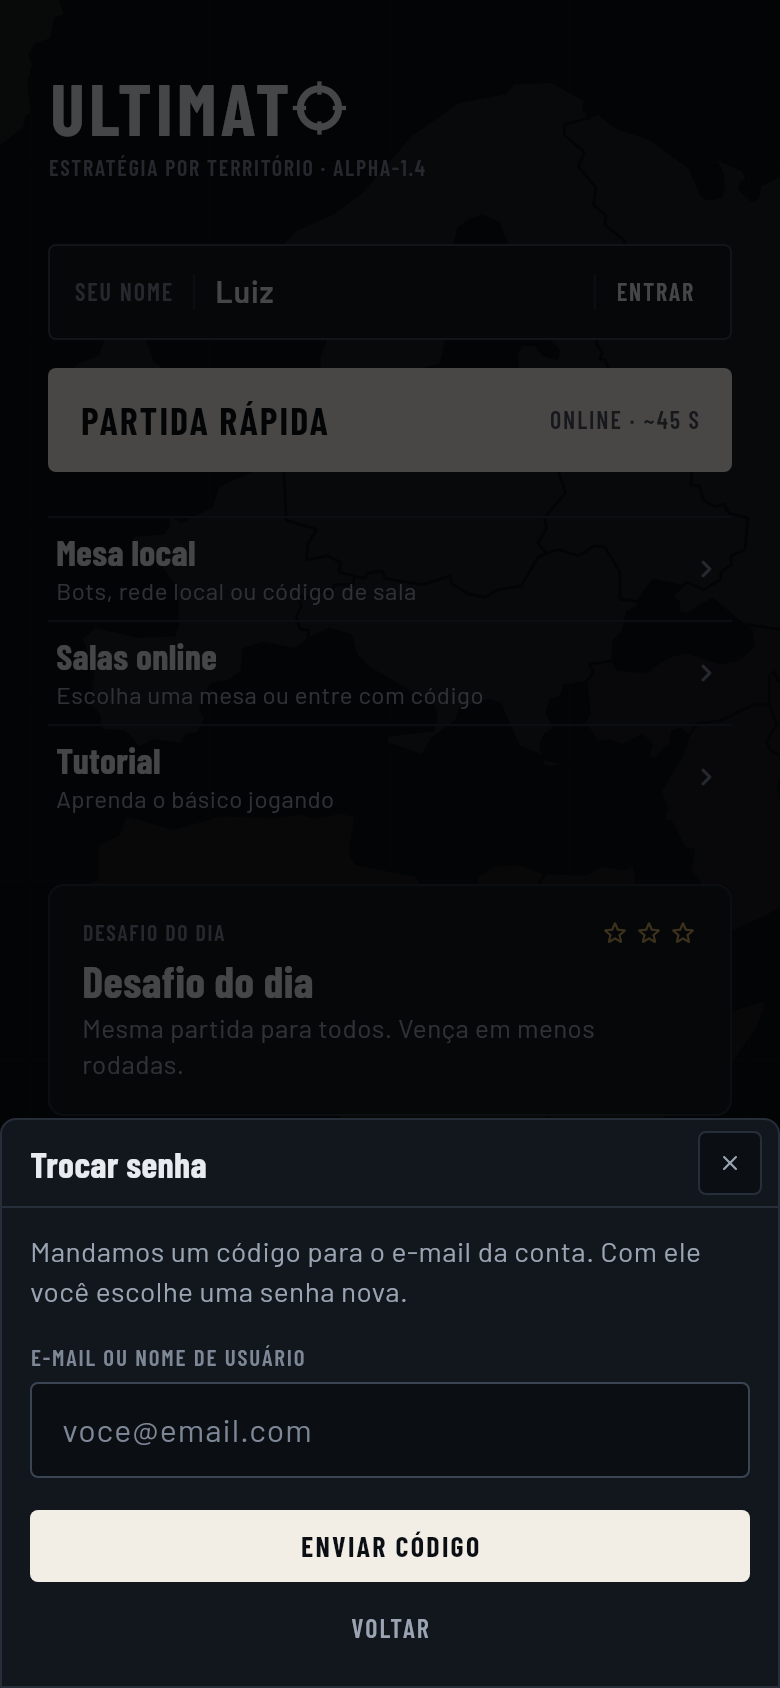 ULTIMATO
ESTRATÉGIA POR TERRITÓRIO · ALPHA-1.4
SEU NOME Luiz ENTRAR
PARTIDA RÁPIDA ONLINE · ~45 S
Mesa local
Bots, rede local ou código de sala
Salas online
Escolha uma mesa ou entre com código
Tutorial
Aprenda o básico jogando
DESAFIO DO DIA
Desafio do dia
Mesma partida para todos. Vença em menos
rodadas.
Trocar senha
Mandamos um código para o e-mail da conta. Com ele
você escolhe uma senha nova.
E-MAIL OU NOME DE USUÁRIO
voce@email.com
ENVIAR CÓDIGO
VOLTAR